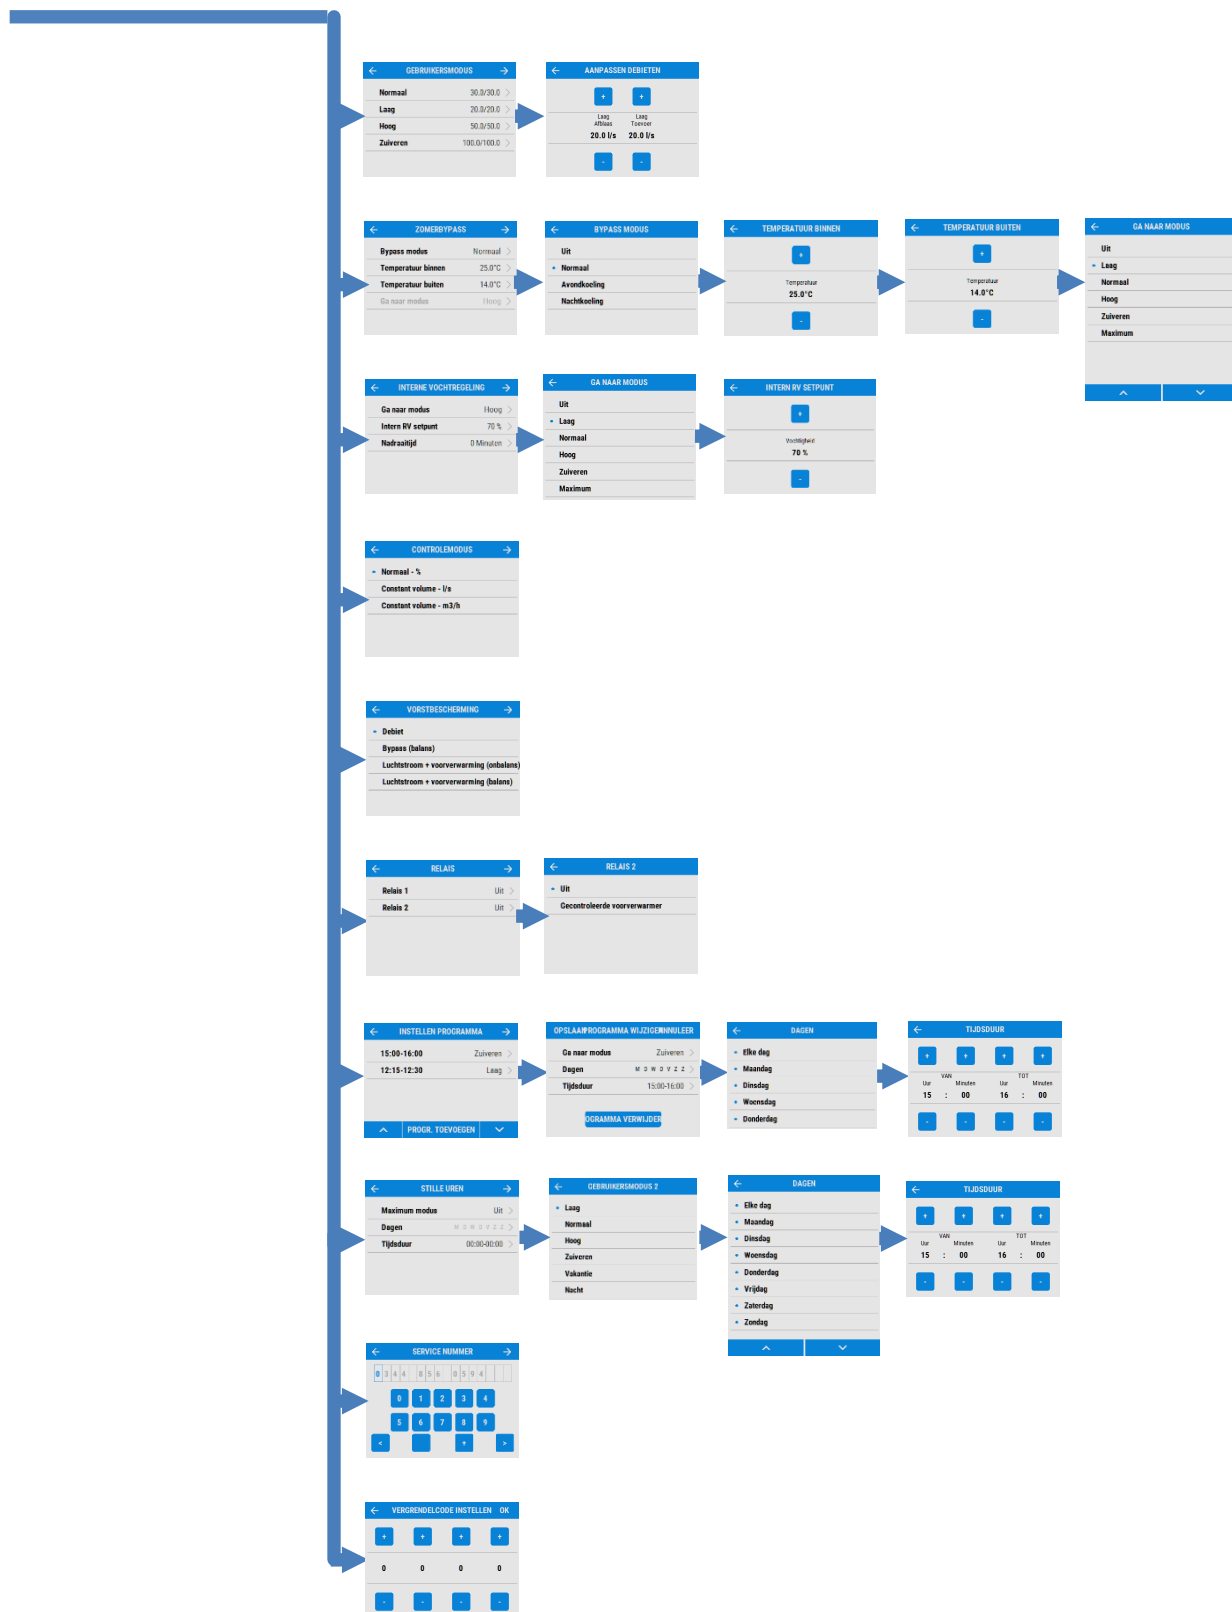 GEBRUIKERSMODUS
Normaal 30.0/30.0
Laag 20.0/20.0
Hoog 50.0/50.0
Zuiveren 100.0/100.0
AANPASSEN DEBIETEN
+ +
Laag Laag
Afblaas Toevoer
20.0 l/s 20.0 l/s
- -
ZOMERBYPASS
Bypass modus Normaal
Temperatuur binnen 25.0°C
Temperatuur buiten 14.0°C
Ga naar modus Hoog
BYPASS MODUS
Uit
Normaal
Avondkoeling
Nachtkoeling
TEMPERATUUR BINNEN
+
Temperatuur
25.0°C
-
TEMPERATUUR BUITEN
+
Temperatuur
14.0°C
-
GA NAAR MODUS
Uit
Laag
Normaal
Hoog
Zuiveren
Maximum
INTERNE VOCHTREGELING
Ga naar modus Hoog
Intern RV setpunt 70 %
Nadraaitijd 0 Minuten
GA NAAR MODUS
Uit
Laag
Normaal
Hoog
Zuiveren
Maximum
INTERN RV SETPUNT
+
Vochtigheid
70 %
-
CONTROLEMODUS
Normaal - %
Constant volume - l/s
Constant volume - m3/h
VORSTBESCHERMING
Debiet
Bypass (balans)
Luchtstroom + voorverwarming (onbalans)
Luchtstroom + voorverwarming (balans)
RELAIS
Relais 1 Uit
Relais 2 Uit
RELAIS 2
Uit
Gecontroleerde voorverwarmer
INSTELLEN PROGRAMMA
15:00-16:00 Zuiveren
12:15-12:30 Laag
PROGR. TOEVOEGEN
OPSLAAN PROGRAMMA WIJZIGEN ANNULEER
Ga naar modus Zuiveren
Dagen M D W D V Z Z
Tijdsduur 15:00-16:00
OGRAMMA VERWIJDER
DAGEN
Elke dag
Maandag
Dinsdag
Woensdag
Donderdag
TIJDSDUUR
+ + + +
VAN TOT
Uur Minuten Uur Minuten
15 : 00 16 : 00
- - - -
STILLE UREN
Maximum modus Uit
Dagen M D W D V Z Z
Tijdsduur 00:00-00:00
GEBRUIKERSMODUS 2
Laag
Normaal
Hoog
Zuiveren
Vakantie
Nacht
DAGEN
Elke dag
Maandag
Dinsdag
Woensdag
Donderdag
Vrijdag
Zaterdag
Zondag
TIJDSDUUR
+ + + +
VAN TOT
Uur Minuten Uur Minuten
15 : 00 16 : 00
- - - -
SERVICE NUMMER
0344 856 0594
0 1 2 3 4
5 6 7 8 9
< + >
VERGRENDELCODE INSTELLEN OK
+ + + +
0 0 0 0
- - - -